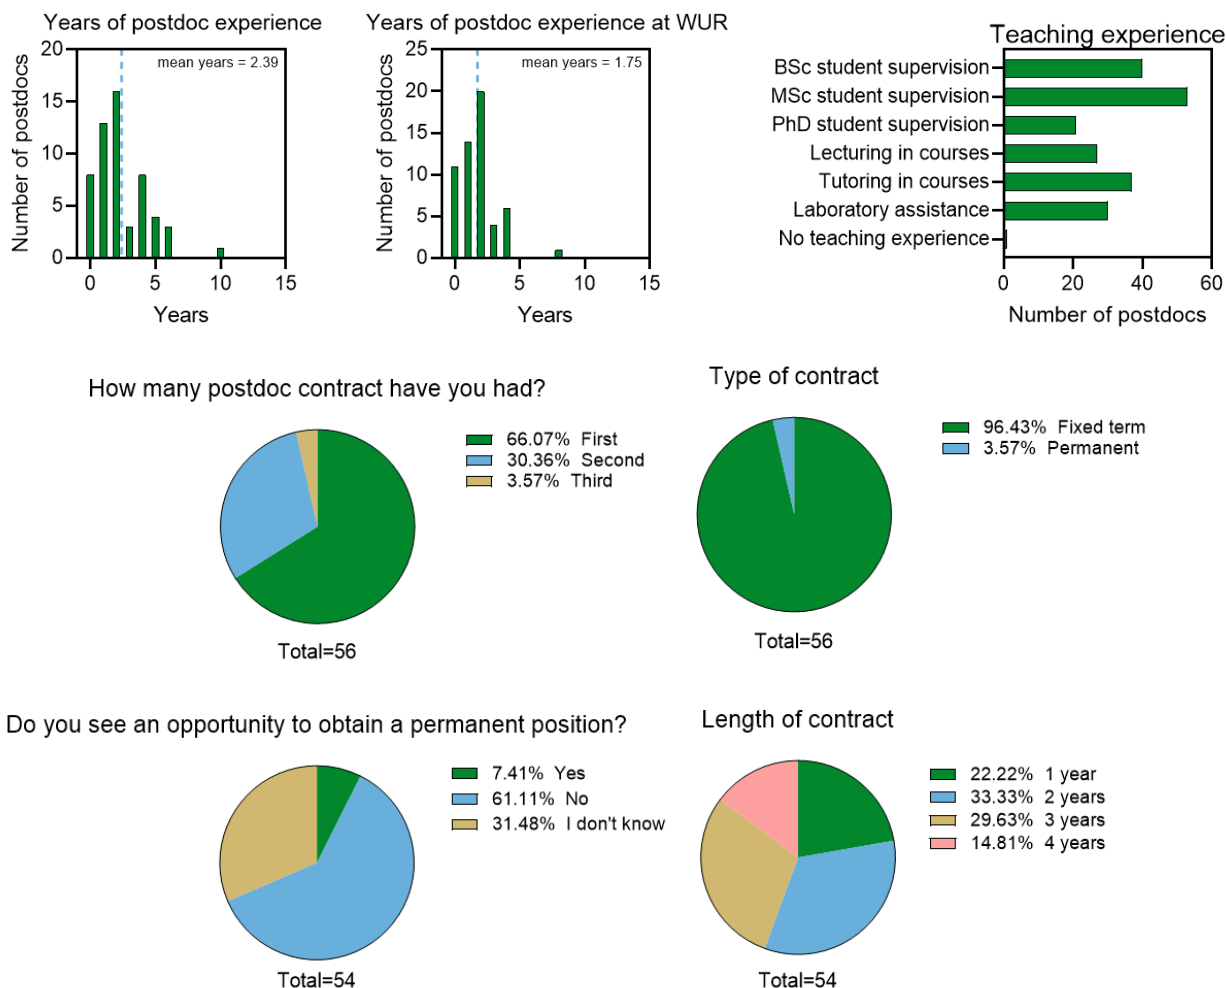 Years of postdoc experience
mean years = 2.39
Number of postdocs
20
15
10
5
0
0 5 10 15
Years
Years of postdoc experience at WUR
mean years = 1.75
Number of postdocs
25
20
15
10
5
0
0 5 10 15
Years
Teaching experience
BSc student supervision
MSc student supervision
PhD student supervision
Lecturing in courses
Tutoring in courses
Laboratory assistance
No teaching experience
0 20 40 60
Number of postdocs
How many postdoc contract have you had?
66.07% First
30.36% Second
3.57% Third
Total=56
Type of contract
96.43% Fixed term
3.57% Permanent
Total=56
Do you see an opportunity to obtain a permanent position?
7.41% Yes
61.11% No
31.48% I don't know
Total=54
Length of contract
22.22% 1 year
33.33% 2 years
29.63% 3 years
14.81% 4 years
Total=54